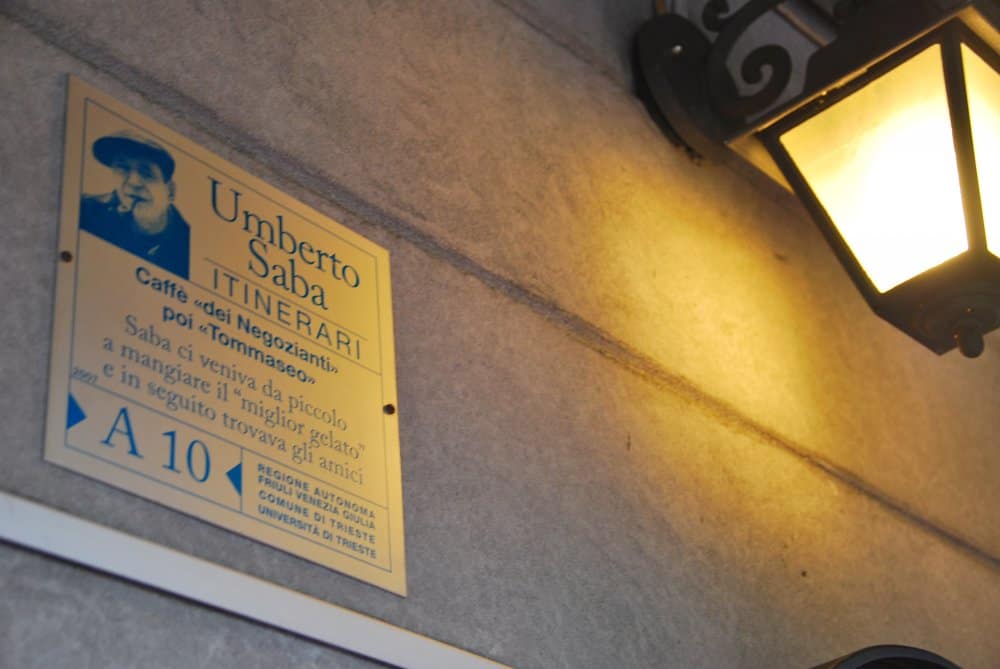 Umberto
Saba
ITINERARI
Caffè «dei Negozianti»
poi «Tommaseo»
Saba ci veniva da piccolo
a mangiare il “miglior gelato”
e in seguito trovava gli amici
2007
A 10
REGIONE AUTONOMA
FRIULI VENEZIA GIULIA
COMUNE DI TRIESTE
UNIVERSITÀ DI TRIESTE